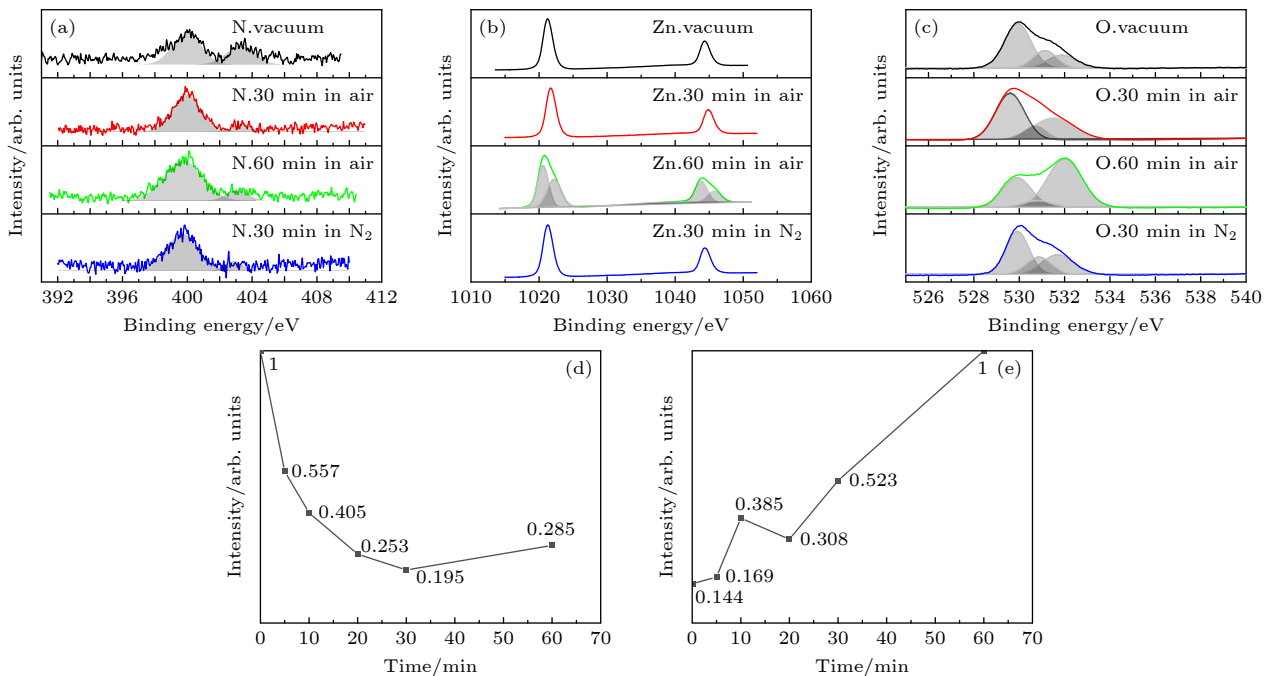 (a)
N.vacuum
N.30 min in air
N.60 min in air
N.30 min in N₂
392 396 400 404 408 412
Binding energy/eV
Intensity/arb. units
(b)
Zn.vacuum
Zn.30 min in air
Zn.60 min in air
Zn.30 min in N₂
1010 1020 1030 1040 1050 1060
Binding energy/eV
Intensity/arb. units
(c)
O.vacuum
O.30 min in air
O.60 min in air
O.30 min in N₂
526 528 530 532 534 536 538 540
Binding energy/eV
Intensity/arb. units
(d)
1
0.557
0.405
0.253
0.195
0.285
0 10 20 30 40 50 60 70
Time/min
Intensity/arb. units
1 (e)
0.523
0.385
0.308
0.169
0.144
0 10 20 30 40 50 60 70
Time/min
Intensity/arb. units